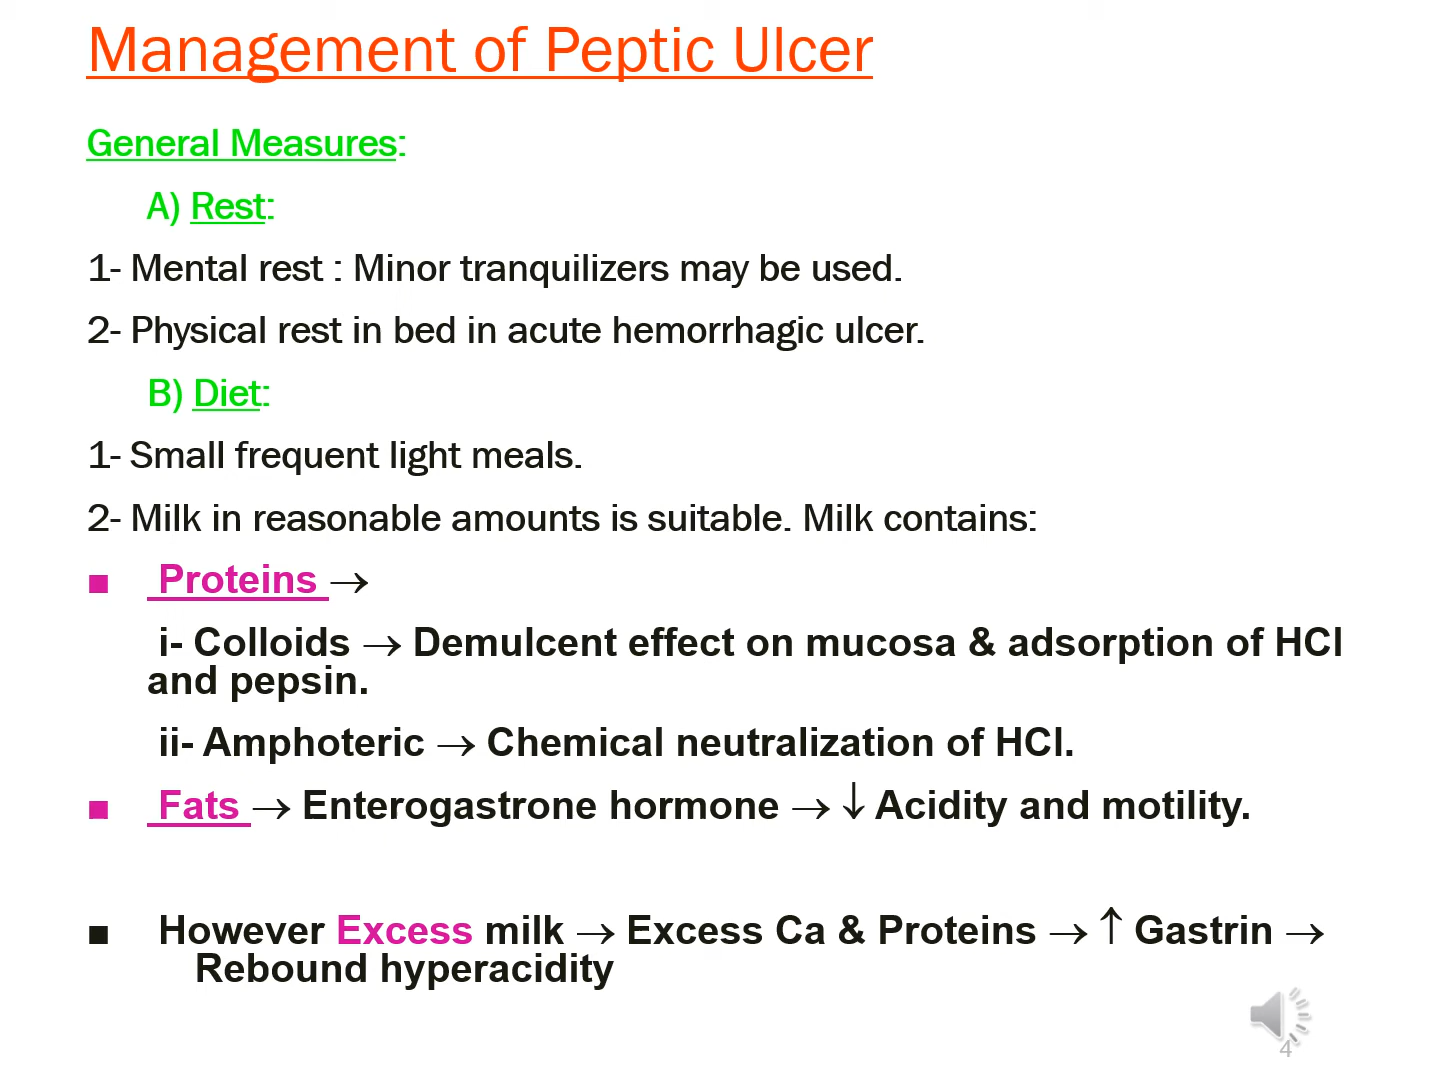 Management of Peptic Ulcer
General Measures:
A) Rest:
1- Mental rest : Minor tranquilizers may be used.
2- Physical rest in bed in acute hemorrhagic ulcer.
B) Diet:
1- Small frequent light meals.
2- Milk in reasonable amounts is suitable. Milk contains:
■ Proteins →
i- Colloids → Demulcent effect on mucosa & adsorption of HCl
and pepsin.
ii- Amphoteric → Chemical neutralization of HCl.
■ Fats → Enterogastrone hormone → ↓ Acidity and motility.
■ However Excess milk → Excess Ca & Proteins → ↑ Gastrin →
Rebound hyperacidity
4